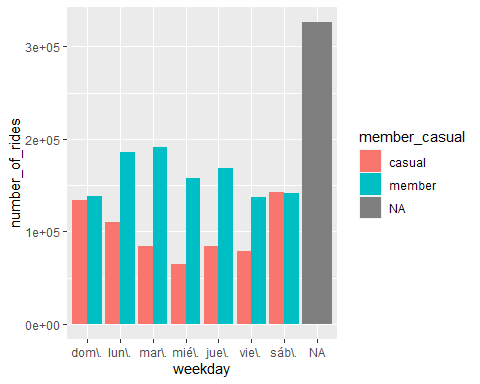 number_of_rides
3e+05
2e+05
1e+05
0e+00
dom\. lun\. mar\. mié\. jue\. vie\. sáb\. NA
weekday
member_casual
casual
member
NA